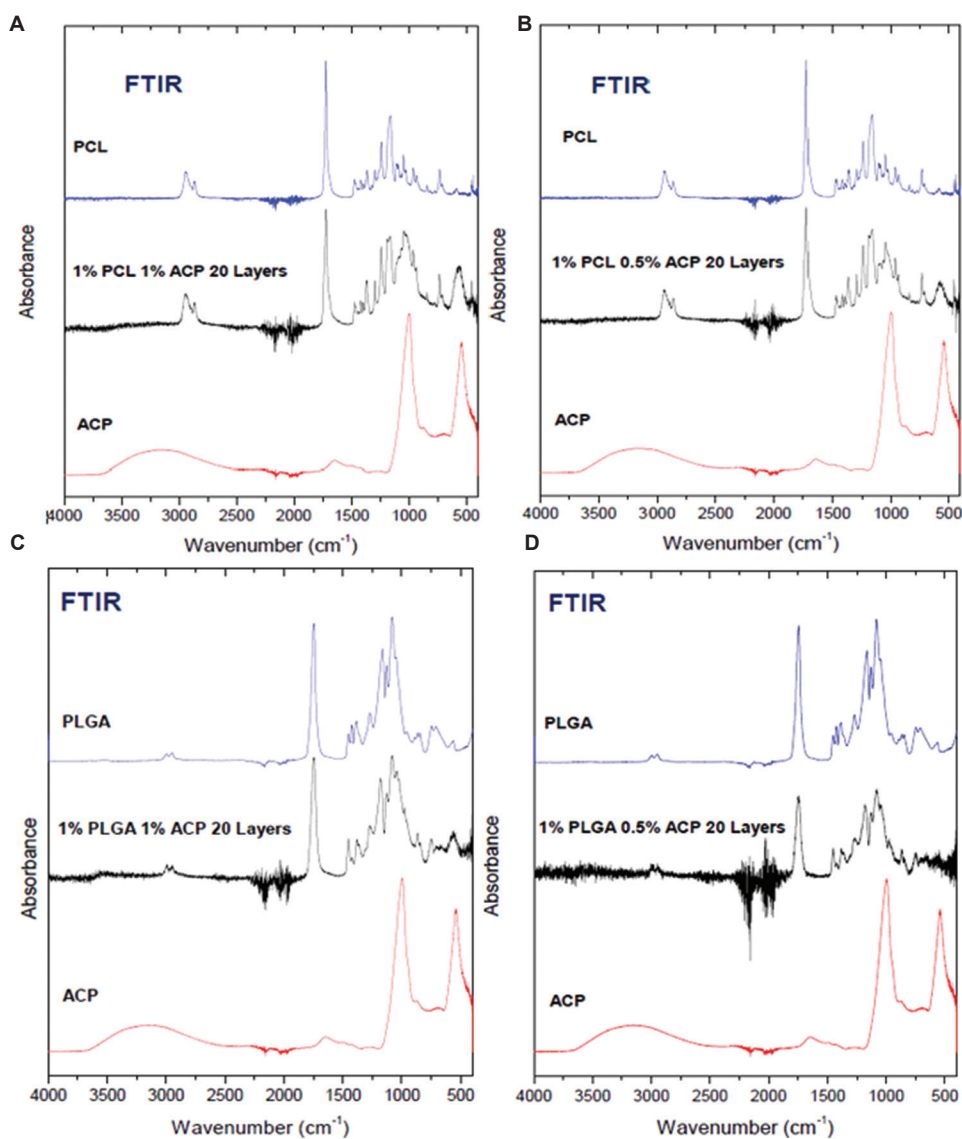 A
FTIR
PCL
1% PCL 1% ACP 20 Layers
ACP
Absorbance
4000 3500 3000 2500 2000 1500 1000 500
Wavenumber (cm⁻¹)
B
FTIR
PCL
1% PCL 0.5% ACP 20 Layers
ACP
Absorbance
4000 3500 3000 2500 2000 1500 1000 500
Wavenumber (cm⁻¹)
C
FTIR
PLGA
1% PLGA 1% ACP 20 Layers
ACP
Absorbance
4000 3500 3000 2500 2000 1500 1000 500
Wavenumber (cm⁻¹)
D
FTIR
PLGA
1% PLGA 0.5% ACP 20 Layers
ACP
Absorbance
4000 3500 3000 2500 2000 1500 1000 500
Wavenumber (cm⁻¹)